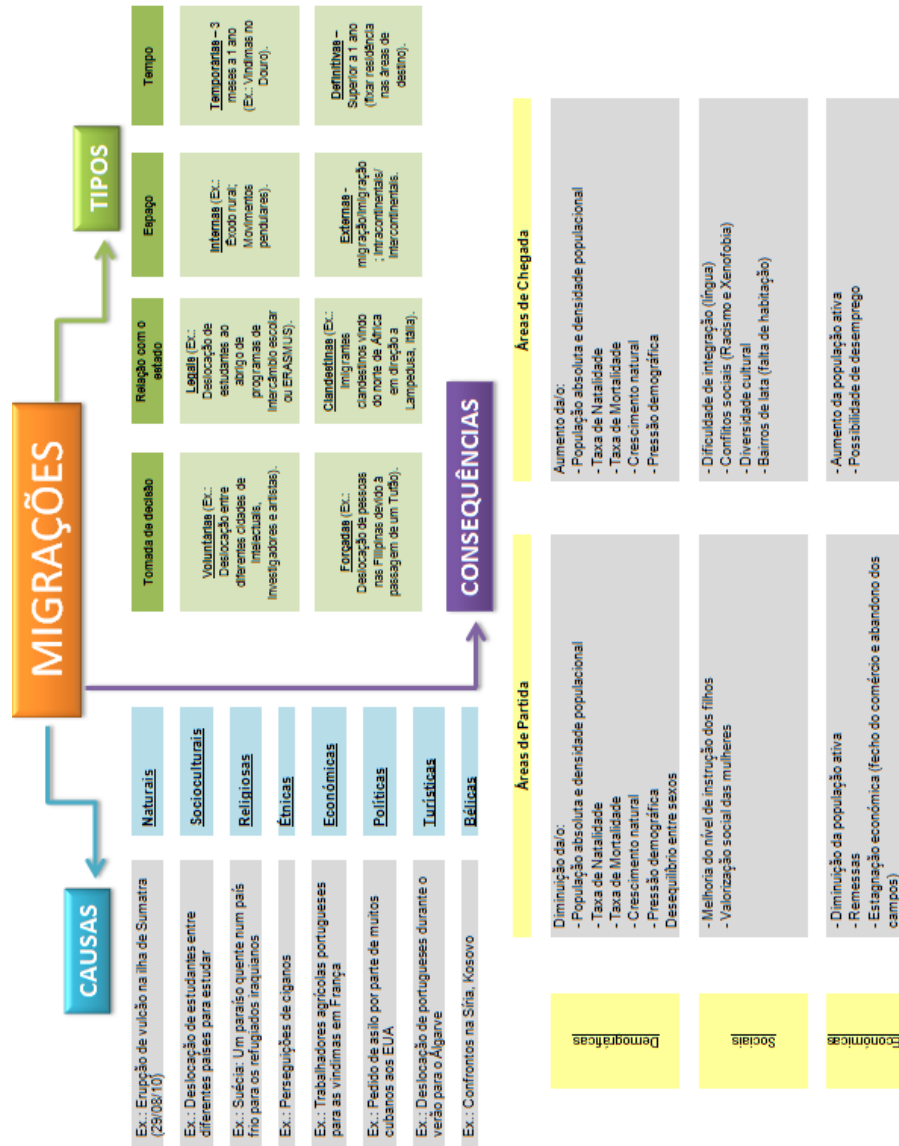 MIGRAÇÕES
CAUSAS
Naturais
Ex.: Erupção de vulcão na ilha de Sumatra
(29/08/10)
Socioculturais
Ex.: Deslocação de estudantes entre
diferentes países para estudar
Religiosas
Ex.: Suécia: Um paraíso quente num país
frio para os refugiados iraquianos
Étnicas
Ex.: Perseguições de ciganos
Económicas
Ex.: Trabalhadores agrícolas portugueses
para as vindimas em França
Políticas
Ex.: Pedido de asilo por parte de muitos
cubanos aos EUA
Turísticas
Ex.: Deslocação de portugueses durante o
verão para o Algarve
Bélicas
Ex.: Confrontos na Síria, Kosovo
TIPOS
Tomada de decisão
Voluntárias (Ex.:
Deslocação entre
diferentes cidades de
Intelectuais,
Investigadores e artistas).
Forçadas (Ex.:
Deslocação de pessoas
nas Filipinas devido à
passagem de um Tufão).
Relação com o
estado
Legais (Ex.:
Deslocação de
estudantes ao
abrigo de
programas de
Intercâmbio escolar
ou ERASMUS).
Clandestinas (Ex.:
Imigrantes
clandestinos vindo
do norte de África
em direção a
Lampedusa, Itália).
Espaço
Internas (Ex.:
Êxodo rural;
Movimentos
pendulares).
Externas -
migração/imigração
; Intracontinentais/
Intercontinentais.
Tempo
Temporárias – 3
meses a 1 ano
(Ex.: Vindimas no
Douro).
Definitivas –
Superior a 1 ano
(fixar residência
nas áreas de
destino).
CONSEQUÊNCIAS
Áreas de Partida
Áreas de Chegada
Demográficas
Diminuição da/o:
- População absoluta e densidade populacional
- Taxa de Natalidade
- Taxa de Mortalidade
- Crescimento natural
- Pressão demográfica
Desequilíbrio entre sexos
Aumento da/o:
- População absoluta e densidade populacional
- Taxa de Natalidade
- Taxa de Mortalidade
- Crescimento natural
- Pressão demográfica
Sociais
- Melhoria do nível de instrução dos filhos
- Valorização social das mulheres
- Dificuldade de integração (língua)
- Conflitos sociais (Racismo e Xenofobia)
- Diversidade cultural
- Bairros de lata (falta de habitação)
Económicas
- Diminuição da população ativa
- Remessas
- Estagnação económica (fecho do comércio e abandono dos
campos)
- Aumento da população ativa
- Possibilidade de desemprego